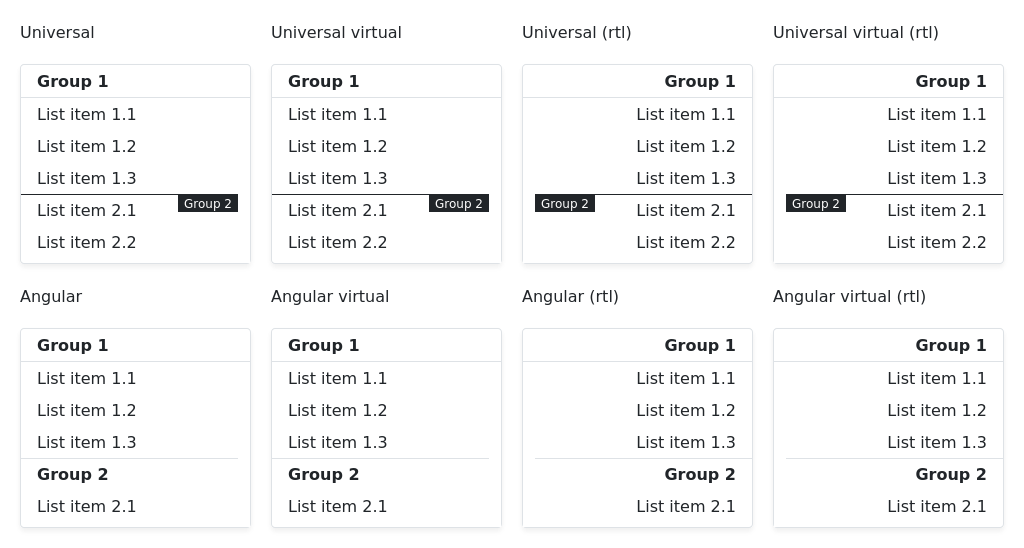 Universal
Group 1
List item 1.1
List item 1.2
List item 1.3
Group 2
List item 2.1
List item 2.2
Universal virtual
Group 1
List item 1.1
List item 1.2
List item 1.3
Group 2
List item 2.1
List item 2.2
Universal (rtl)
Group 1
List item 1.1
List item 1.2
List item 1.3
Group 2
List item 2.1
List item 2.2
Universal virtual (rtl)
Group 1
List item 1.1
List item 1.2
List item 1.3
Group 2
List item 2.1
List item 2.2
Angular
Group 1
List item 1.1
List item 1.2
List item 1.3
Group 2
List item 2.1
Angular virtual
Group 1
List item 1.1
List item 1.2
List item 1.3
Group 2
List item 2.1
Angular (rtl)
Group 1
List item 1.1
List item 1.2
List item 1.3
Group 2
List item 2.1
Angular virtual (rtl)
Group 1
List item 1.1
List item 1.2
List item 1.3
Group 2
List item 2.1